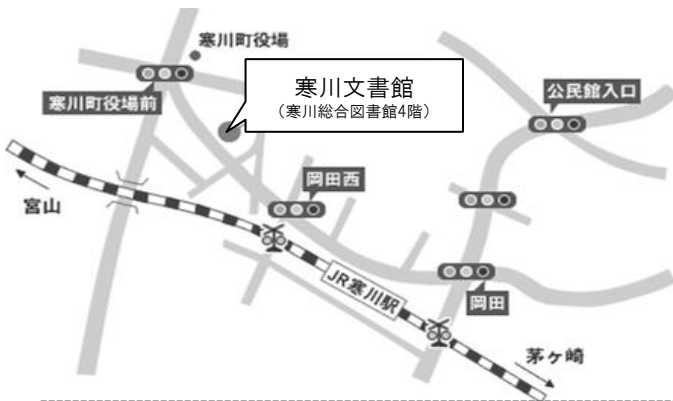 寒川町役場
寒川文書館
（寒川総合図書館4階）
寒川町役場前
公民館入口
岡田西
宮山
JR寒川駅
岡田
茅ヶ崎